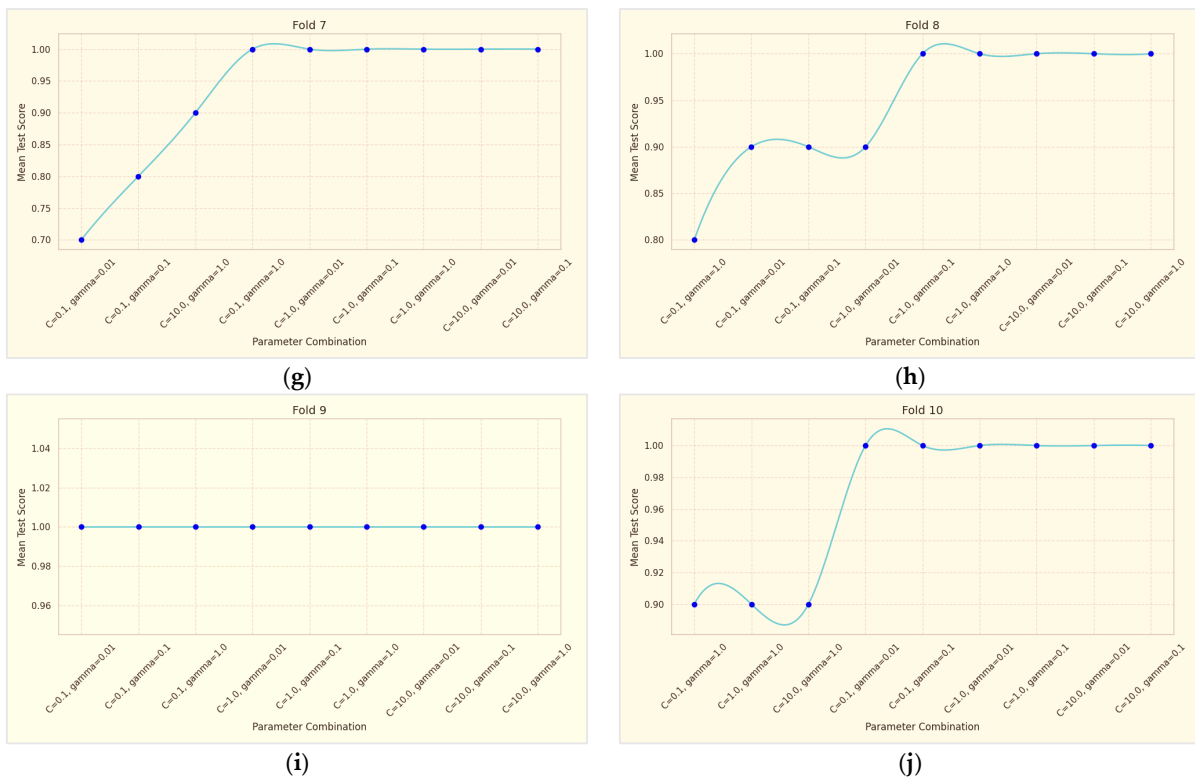 Fold 7
Mean Test Score
1.00
0.95
0.90
0.85
0.80
0.75
0.70
C=0.1, gamma=0.01
C=0.1, gamma=0.1
C=10.0, gamma=1.0
C=0.1, gamma=1.0
C=1.0, gamma=0.01
C=1.0, gamma=0.1
C=1.0, gamma=1.0
C=10.0, gamma=0.01
C=10.0, gamma=0.1
Parameter Combination
(g)
Fold 8
Mean Test Score
1.00
0.95
0.90
0.85
0.80
C=0.1, gamma=1.0
C=0.1, gamma=0.01
C=0.1, gamma=0.1
C=1.0, gamma=0.01
C=1.0, gamma=0.1
C=1.0, gamma=1.0
C=10.0, gamma=0.01
C=10.0, gamma=0.1
C=10.0, gamma=1.0
Parameter Combination
(h)
Fold 9
Mean Test Score
1.04
1.02
1.00
0.98
0.96
C=0.1, gamma=0.01
C=0.1, gamma=0.1
C=0.1, gamma=1.0
C=1.0, gamma=0.01
C=1.0, gamma=0.1
C=1.0, gamma=1.0
C=10.0, gamma=0.01
C=10.0, gamma=0.1
C=10.0, gamma=1.0
Parameter Combination
(i)
Fold 10
Mean Test Score
1.00
0.98
0.96
0.94
0.92
0.90
C=0.1, gamma=1.0
C=1.0, gamma=1.0
C=10.0, gamma=1.0
C=0.1, gamma=0.01
C=0.1, gamma=0.1
C=1.0, gamma=0.01
C=1.0, gamma=0.1
C=10.0, gamma=0.01
C=10.0, gamma=0.1
Parameter Combination
(j)